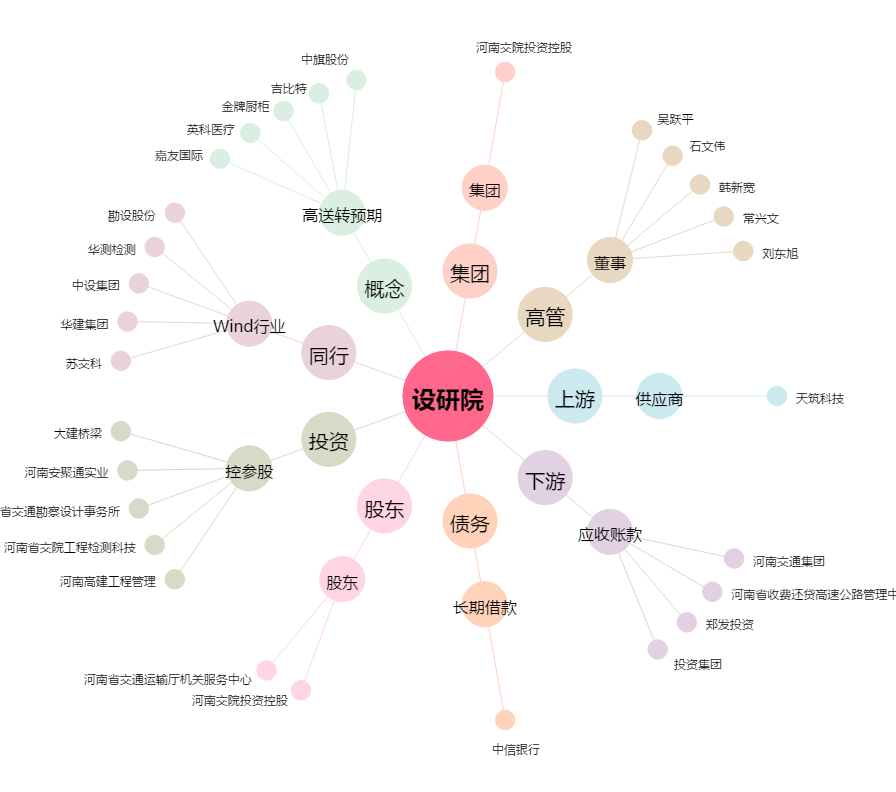 河南交院投资控股
中旗股份
吉比特
金牌厨柜
英科医疗
嘉友国际
高送转预期
概念
集团
集团
吴跃平
石文伟
韩新宽
常兴文
刘东旭
董事
高管
勘设股份
华测检测
中设集团
华建集团
苏交科
Wind行业
同行
设研院
上游
供应商
天筑科技
大建桥梁
河南安聚通实业
省交通勘察设计事务所
河南省交院工程检测科技
河南高建工程管理
控参股
投资
下游
应收账款
河南交通集团
河南省收费还贷高速公路管理中
郑发投资
投资集团
股东
股东
河南省交通运输厅机关服务中心
河南交院投资控股
债务
长期借款
中信银行